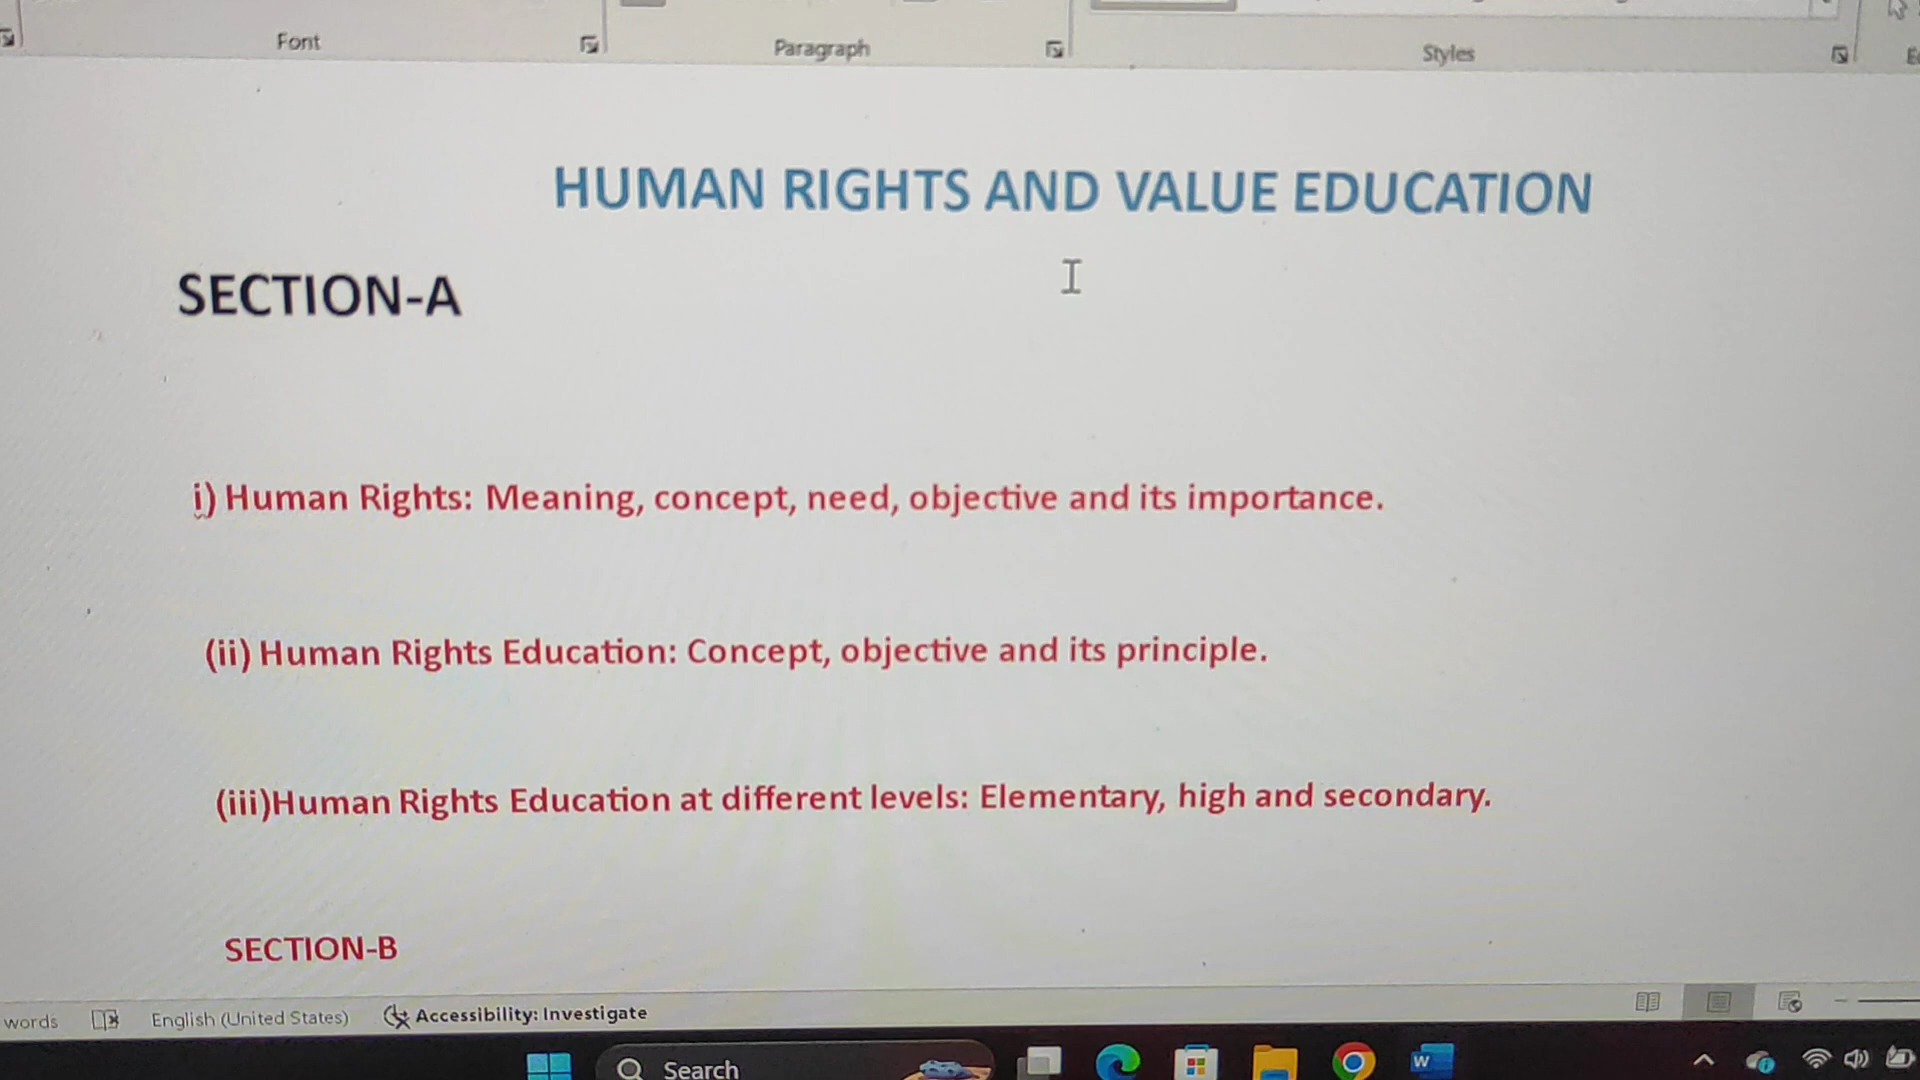 Font
Paragraph
Styles
HUMAN RIGHTS AND VALUE EDUCATION
SECTION-A
i) Human Rights: Meaning, concept, need, objective and its importance.
(ii) Human Rights Education: Concept, objective and its principle.
(iii)Human Rights Education at different levels: Elementary, high and secondary.
SECTION-B
words
English (United States)
Accessibility: Investigate
Search
W